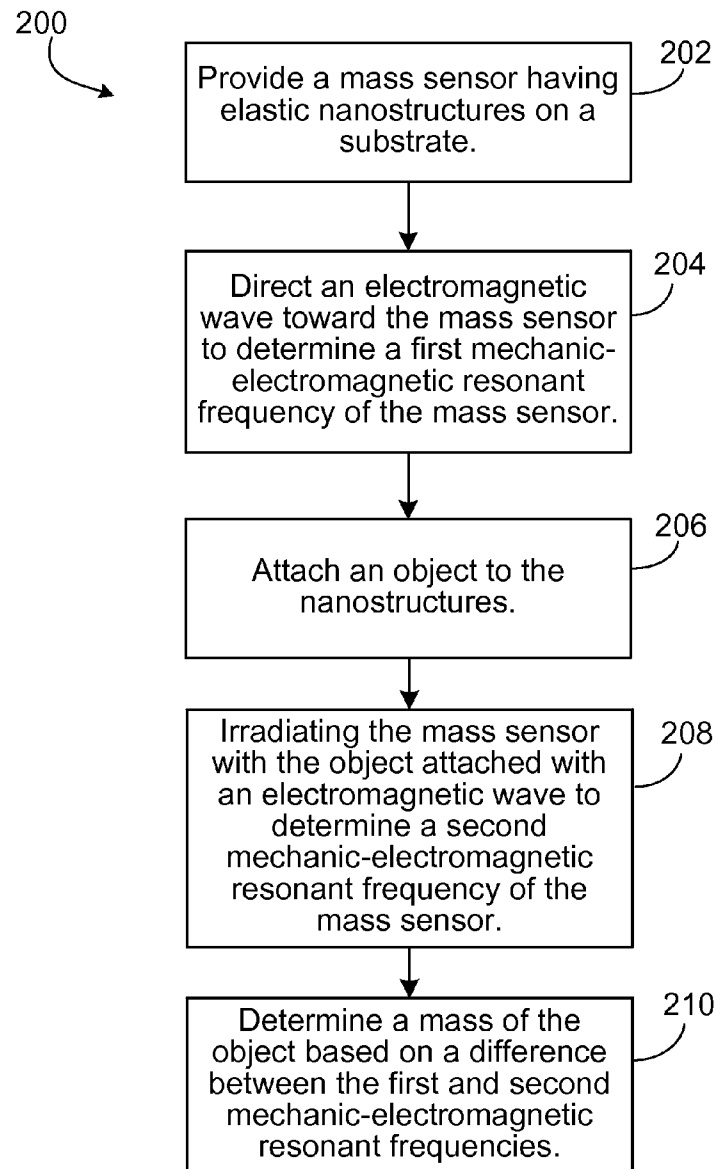 200
202
Provide a mass sensor having
elastic nanostructures on a
substrate.
204
Direct an electromagnetic
wave toward the mass sensor
to determine a first mechanic-
electromagnetic resonant
frequency of the mass sensor.
206
Attach an object to the
nanostructures.
208
Irradiating the mass sensor
with the object attached with
an electromagnetic wave to
determine a second
mechanic-electromagnetic
resonant frequency of the
mass sensor.
210
Determine a mass of the
object based on a difference
between the first and second
mechanic-electromagnetic
resonant frequencies.